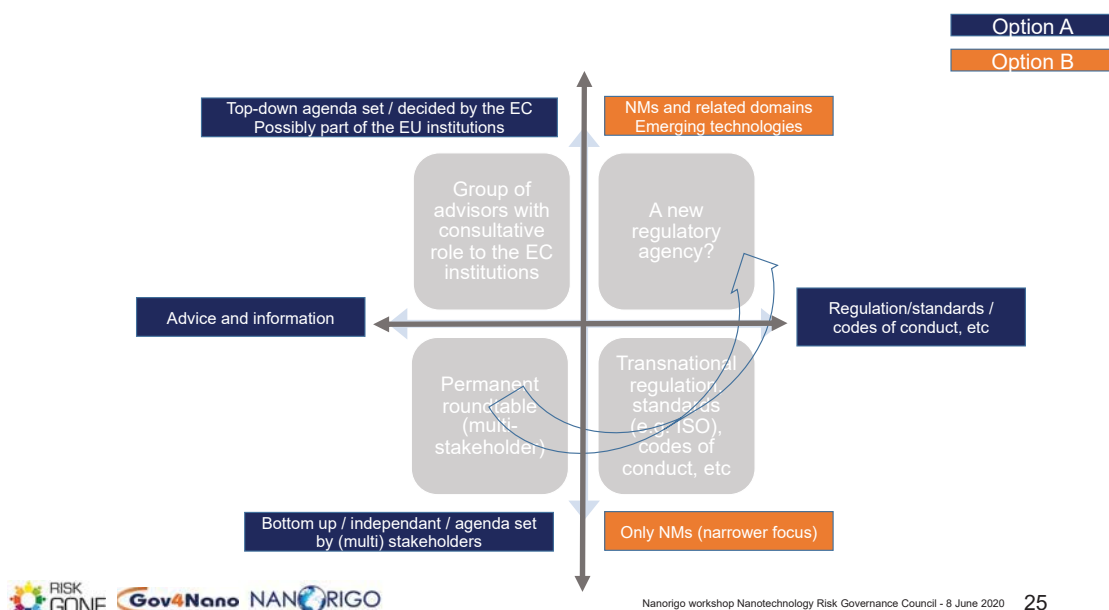 Option A
Option B
Top-down agenda set / decided by the EC
Possibly part of the EU institutions
NMs and related domains
Emerging technologies
Group of
advisors with
consultative
role to the EC
institutions
A new
regulatory
agency?
Advice and information
Regulation/standards /
codes of conduct, etc
Permanent
roundtable
(multi-
stakeholder)
Transnational
regulation,
standards
(e.g. ISO),
codes of
conduct, etc
Bottom up / independant / agenda set
by (multi) stakeholders
Only NMs (narrower focus)
RISK
GONE
Gov4Nano
NANORIGO
Nanorigo workshop Nanotechnology Risk Governance Council - 8 June 2020
25